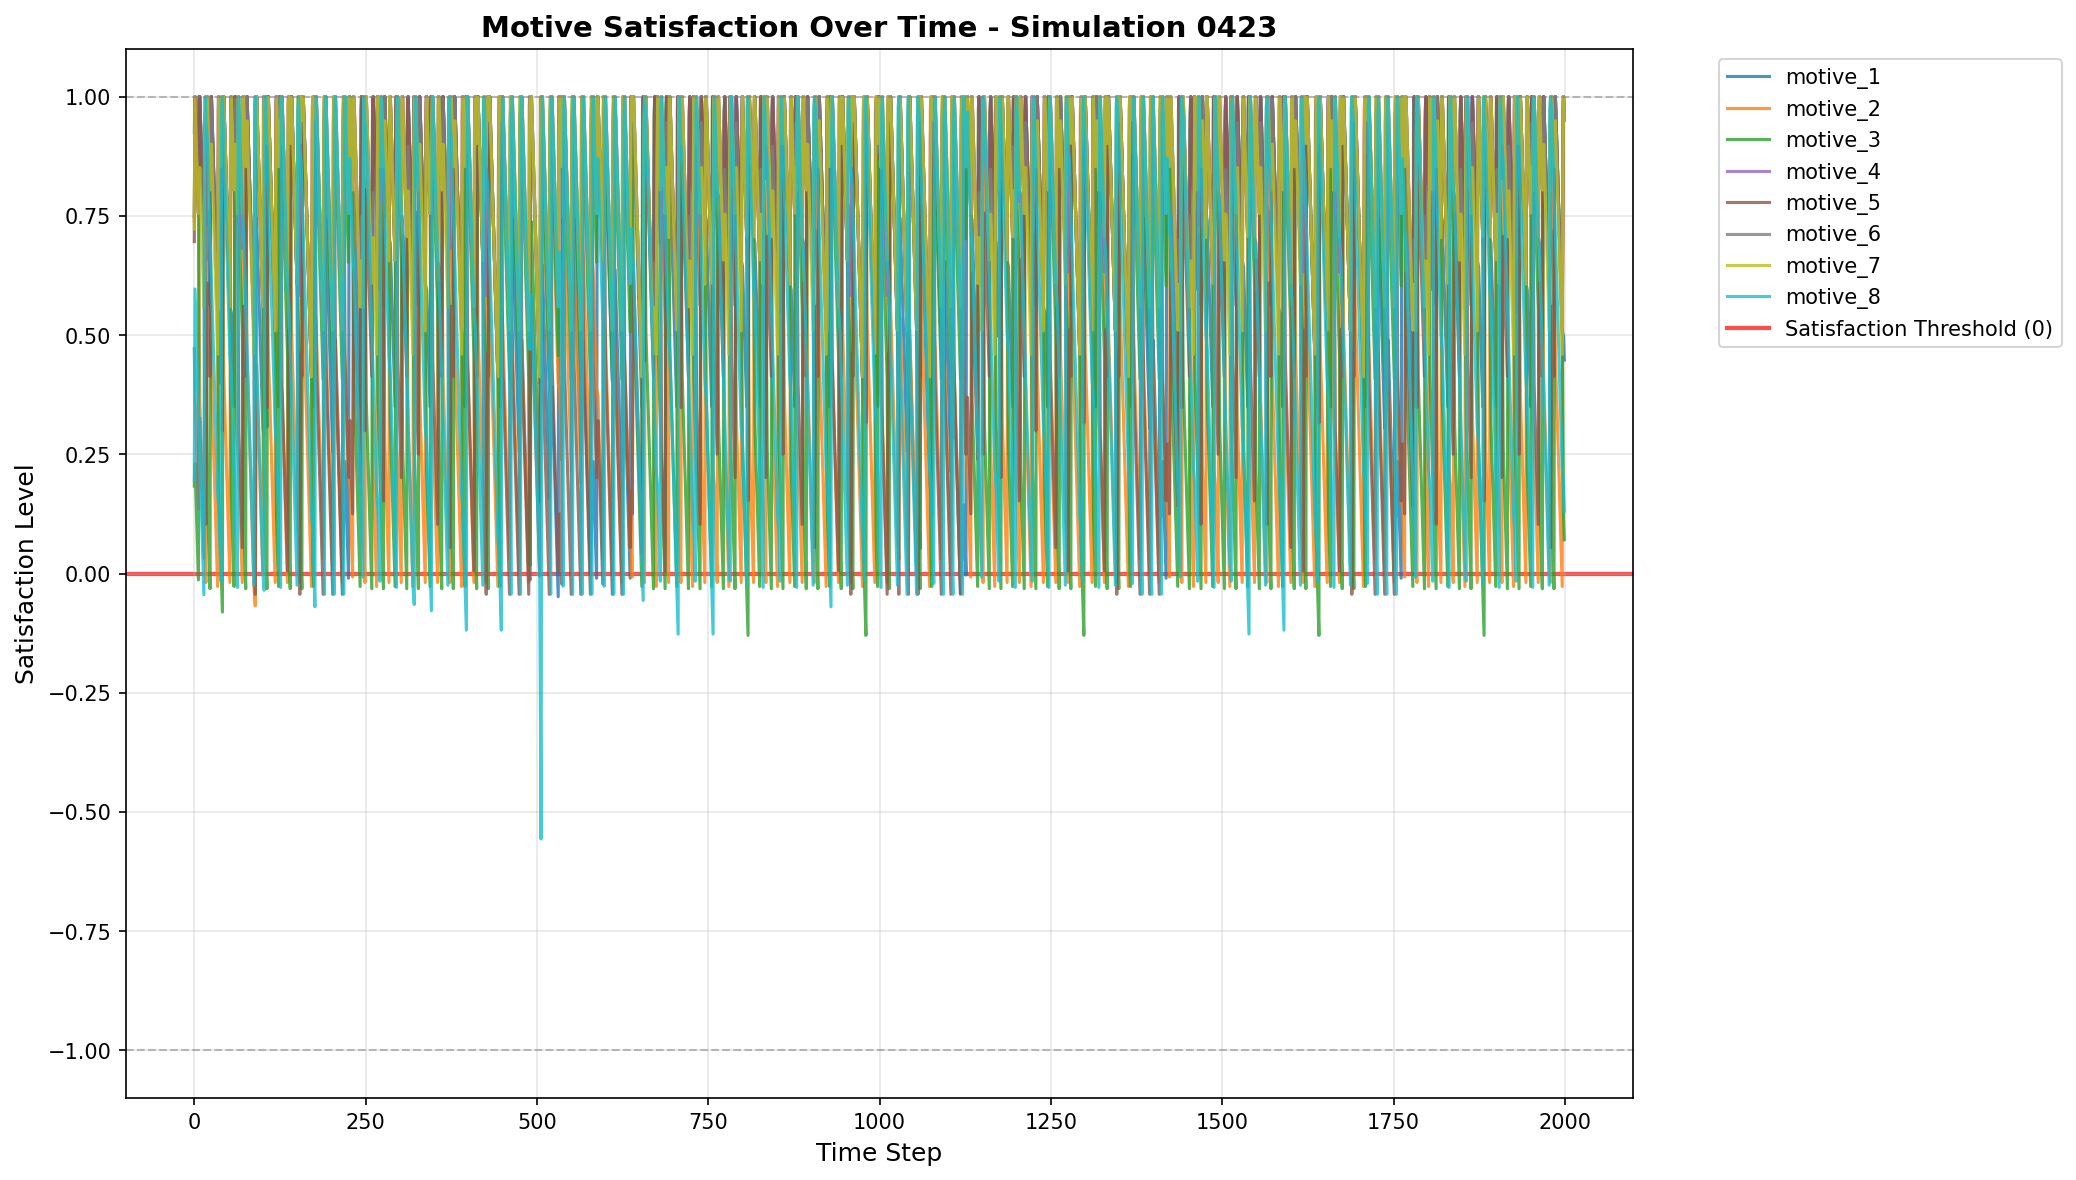 Motive Satisfaction Over Time - Simulation 0423
Satisfaction Level
1.00
0.75
0.50
0.25
0.00
−0.25
−0.50
−0.75
−1.00
0
250
500
750
1000
1250
1500
1750
2000
Time Step
motive_1
motive_2
motive_3
motive_4
motive_5
motive_6
motive_7
motive_8
Satisfaction Threshold (0)